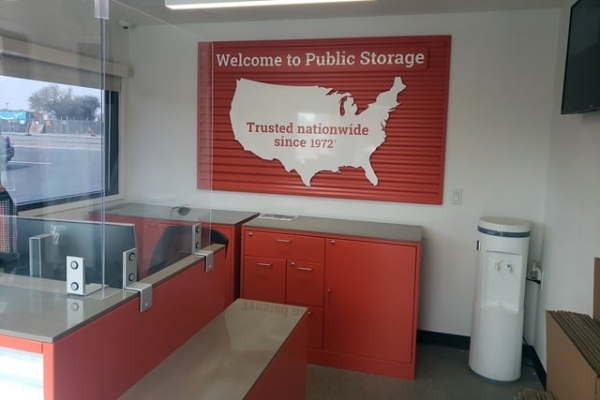 Welcome to Public Storage
Trusted nationwide
since 1972